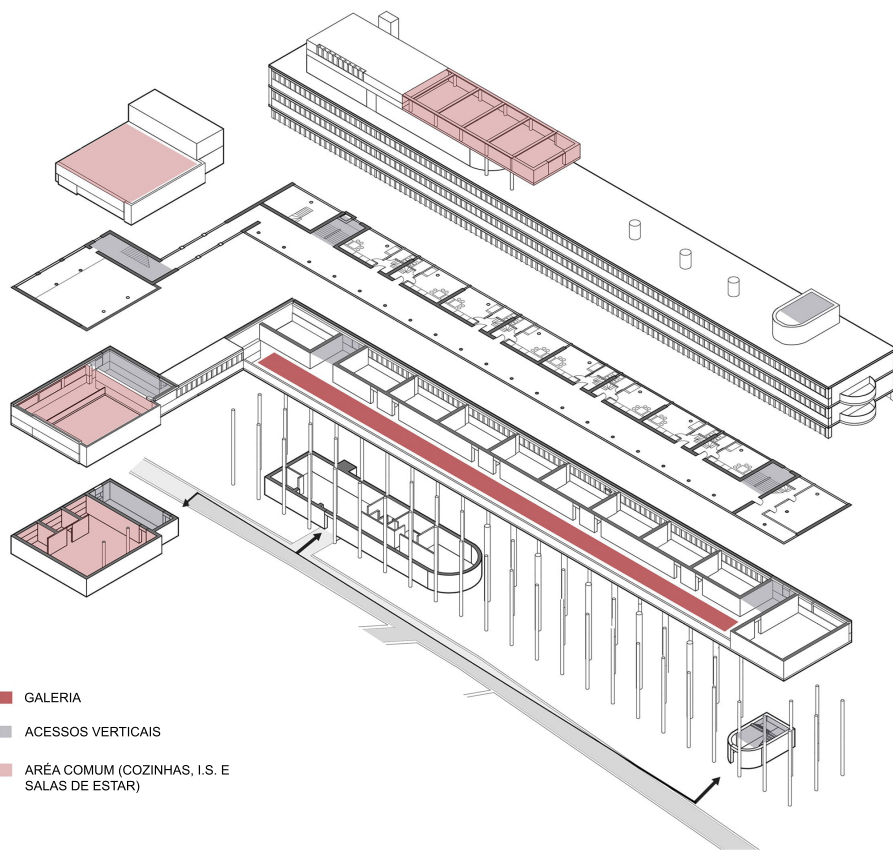 GALERIA
ACESSOS VERTICAIS
ARÉA COMUM (COZINHAS, I.S. E
SALAS DE ESTAR)